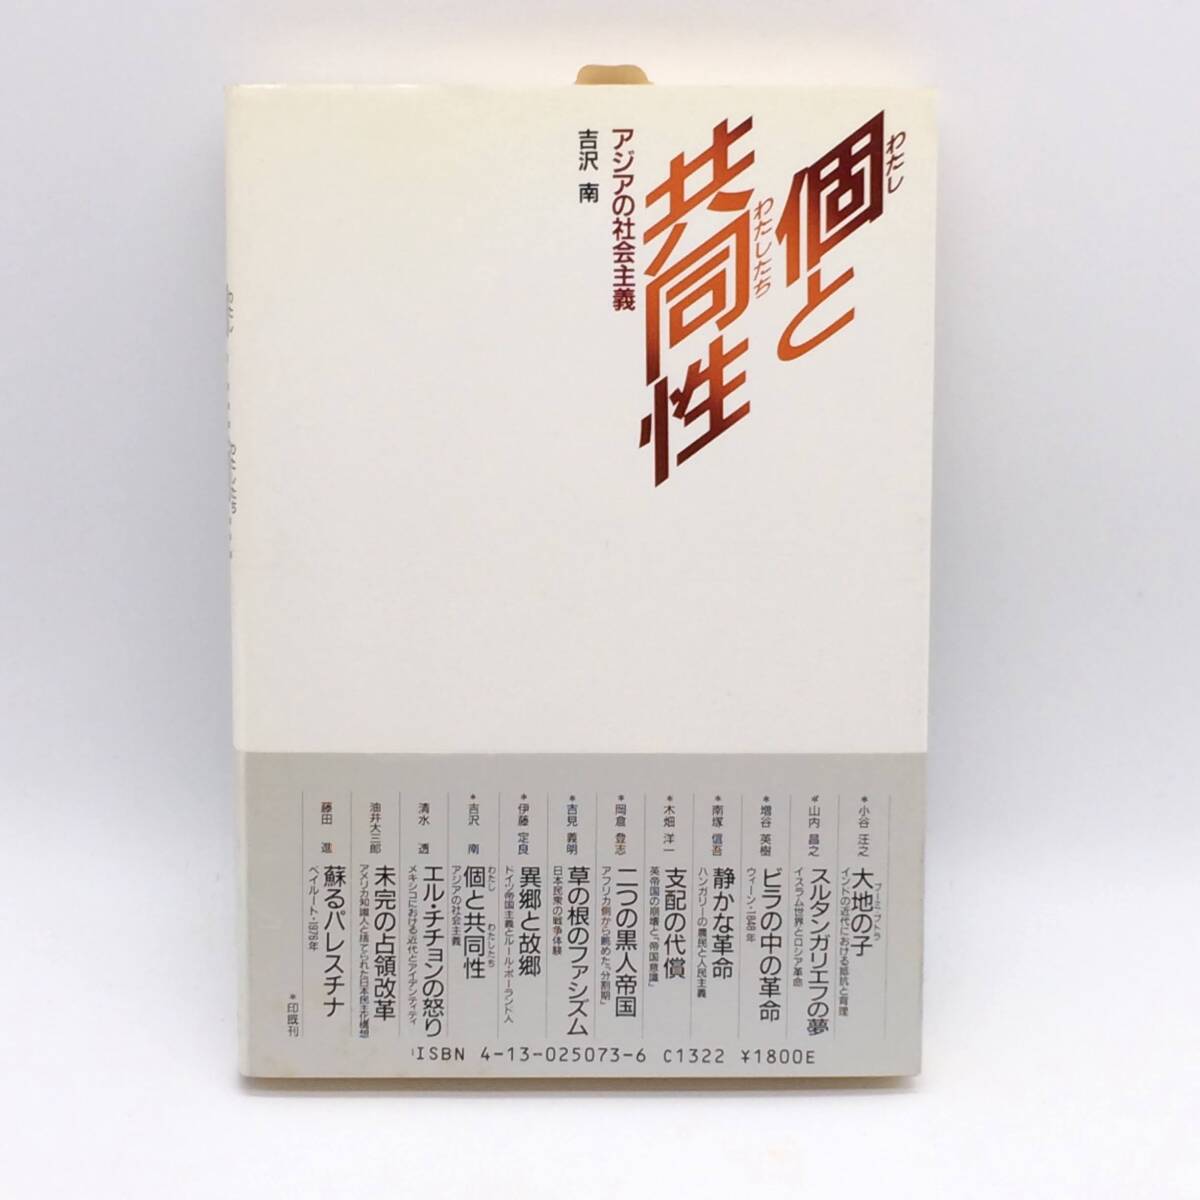 わたし
個と
わたしたち
共同性
アジアの社会主義
吉沢 南
*小谷 汪之
ブーミ・プトラ
大地の子
インドの近代における抵抗と背理
*山内 昌之
スルタンガリエフの夢
イスラム世界とロシア革命
*増谷 英樹
ビラの中の革命
ウィーン・1848年
*南塚 信吾
静かな革命
ハンガリーの農民と人民主義
*木畑 洋一
支配の代償
英帝国の崩壊と「帝国意識」
*岡倉 登志
二つの黒人帝国
アフリカ側から眺めた「分割期」
*吉見 義明
草の根のファシズム
日本民衆の戦争体験
*伊藤 定良
異郷と故郷
ドイツ帝国主義とルール・ポーランド人
*吉沢 南
わたし わたしたち
個と共同性
アジアの社会主義
清水 透
エル・チチョンの怒り
メキシコにおける近代とアイデンティティ
油井大三郎
未完の占領改革
アメリカ知識人と捨てられた日本民主化構想
藤田 進
蘇るパレスチナ
ベイルート・1976年
*印既刊
ISBN 4-13-025073-6 C1322 ¥1800E